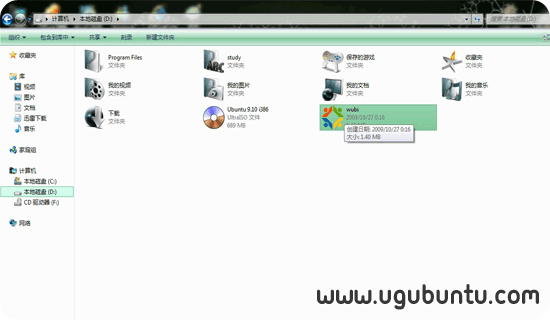 计算机 ▸ 本地磁盘 (D:) ▸
搜索 本地磁盘 (D:)
组织 包含到库中 共享 刻录 新建文件夹
收藏夹
库
视频
图片
文档
迅雷下载
音乐
家庭组
计算机
本地磁盘 (C:)
本地磁盘 (D:)
CD 驱动器 (F:)
网络
Program Files
文件夹
study
文件夹
保存的游戏
文件夹
收藏夹
文件夹
我的视频
文件夹
我的图片
文件夹
我的文档
文件夹
我的音乐
文件夹
下载
文件夹
Ubuntu 9.10 i386
UltraISO 文件
689 MB
wubi
2009/10/27 0:16
创建日期: 2009/10/27 0:16
大小: 1.40 MB
www.ugubuntu.com